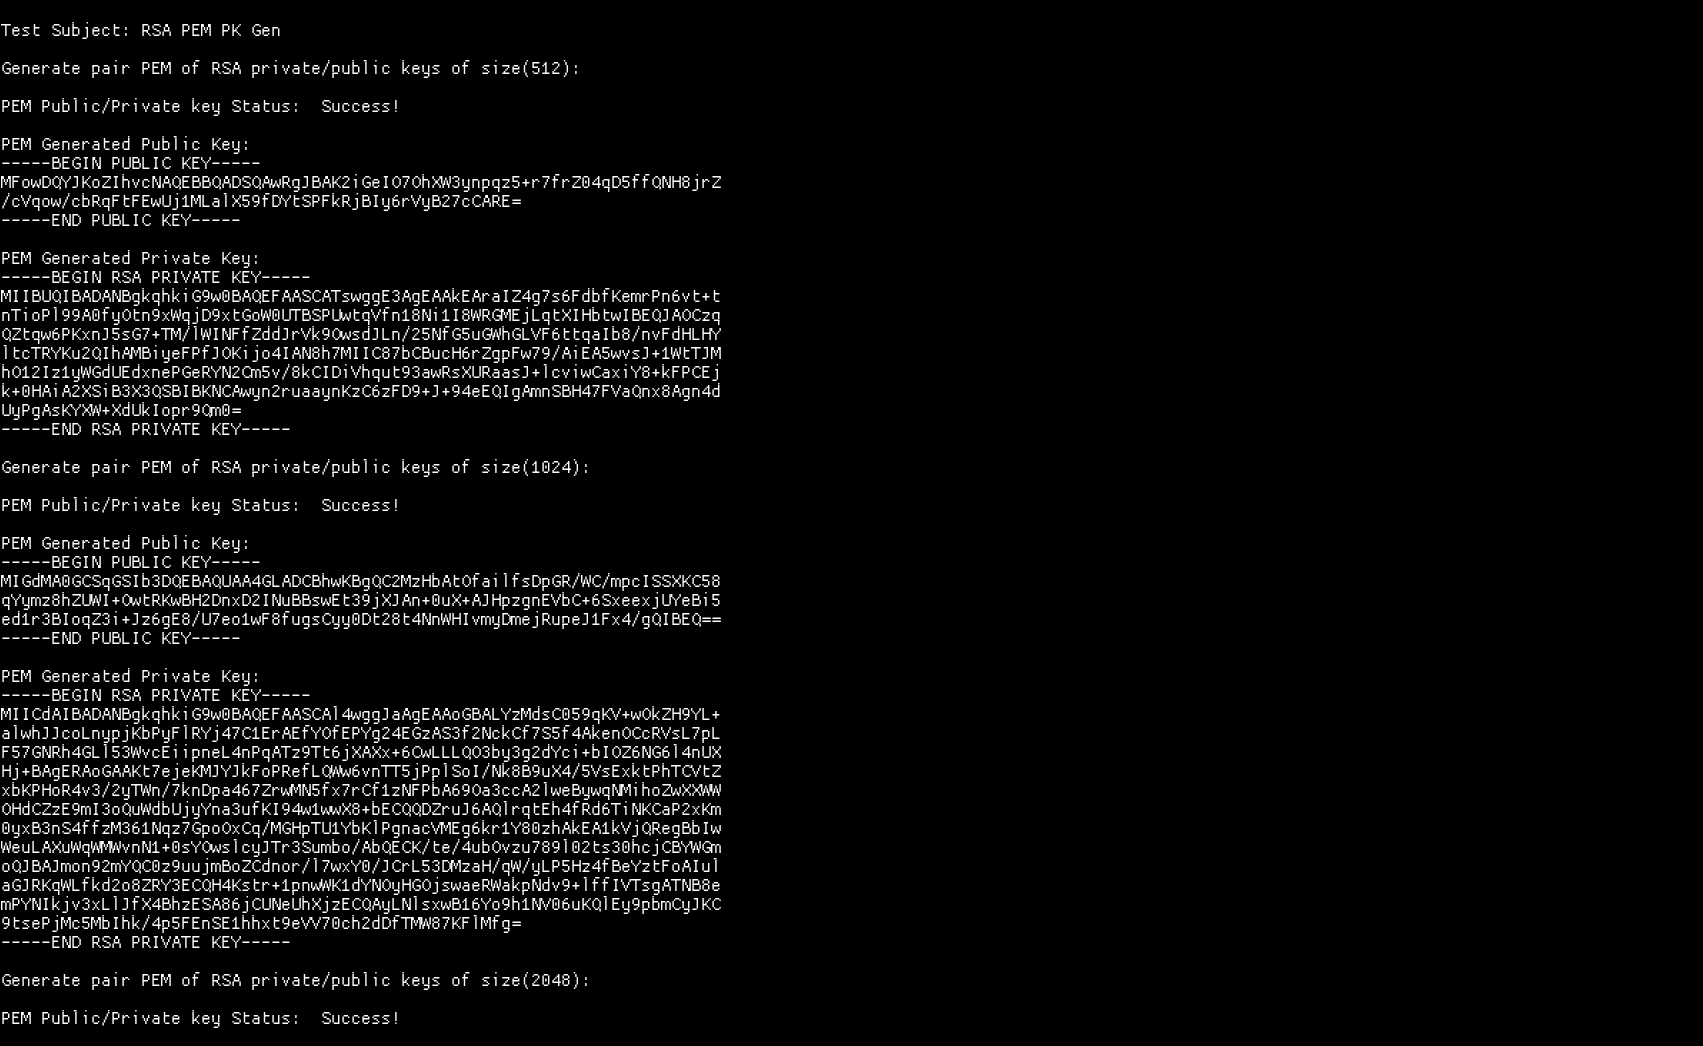 Test Subject: RSA PEM PK Gen
Generate pair PEM of RSA private/public keys of size(512):
PEM Public/Private key Status:  Success!
PEM Generated Public Key:
-----BEGIN PUBLIC KEY-----
MFowDQYJKoZIhvcNAQEBBQADSQAwRgJBAK2iGeIO7OhXW3ynpqz5+r7frZ04qD5ffQNH8jrZ
/cVqow/cbRqFtFEwUj1MLalX59fDYtSPFkRjBIy6rVyB27cCARE=
-----END PUBLIC KEY-----
PEM Generated Private Key:
-----BEGIN RSA PRIVATE KEY-----
MIIBUQIBADANBgkqhkiG9w0BAQEFAASCATswggE3AgEAAkEAraIZ4g7s6FdbfKemrPn6vt+t
nTioPl99A0fyOtn9xWqjD9xtGoW0UTBSPUwtqVfn18Ni1I8WRGMEjLqtXIHbtwIBEQJAOCzq
QZtqw6PKxnJ5sG7+TM/lWINFfZddJrVk9OwsdJLn/25NfG5uGWhGLVF6ttqaIb8/nvFdHLHY
ltcTRYKu2QIhAMBiyeFPfJOKijo4IAN8h7MIIC87bCBucH6rZgpFw79/AiEA5wvsJ+1WtTJM
hO12Iz1yWGdUEdxnePGeRYN2Cm5v/8kCIDiVhqut93awRsXURaasJ+lcviwCaxiY8+kFPCEj
k+0HAiA2XSiB3X3QSBIBKNCAwyn2ruaaynKzC6zFD9+J+94eEQIgAmnSBH47FVaQnx8Agn4d
UyPgAsKYXW+XdUkIopr9Qm0=
-----END RSA PRIVATE KEY-----
Generate pair PEM of RSA private/public keys of size(1024):
PEM Public/Private key Status:  Success!
PEM Generated Public Key:
-----BEGIN PUBLIC KEY-----
MIGdMA0GCSqGSIb3DQEBAQUAA4GLADCBhwKBgQC2MzHbAtOfailfsDpGR/WC/mpcISSXKC58
qYymz8hZUWI+OwtRKwBH2DnxD2INuBBswEt39jXJAn+0uX+AJHpzgnEVbC+6SxeexjUYeBi5
ed1r3BIoqZ3i+Jz6gE8/U7eo1wF8fugsCyy0Dt28t4NnWHIvmyDmejRupeJ1Fx4/gQIBEQ==
-----END PUBLIC KEY-----
PEM Generated Private Key:
-----BEGIN RSA PRIVATE KEY-----
MIICdAIBADANBgkqhkiG9w0BAQEFAASCAl4wggJaAgEAAoGBALYzMdsC059qKV+wOkZH9YL+
alwhJJcoLnypjKbPyFlRYj47C1ErAEfYOfEPYg24EGzAS3f2NckCf7S5f4AkenOCcRVsL7pL
F57GNRh4GLl53WvcEiipneL4nPqATz9Tt6jXAXx+6CwLLLQO3by3g2dYci+bIOZ6NG6l4nUX
Hj+BAgERAoGAAKt7ejeKMJYJkFoPRefLQWw6vnTT5jPplSoI/Nk8B9uX4/5VsExktPhTCVtZ
xbKPHoR4v3/2yTWn/7knDpa467ZrwMN5fx7rCf1zNFPbA69Oa3ccA2lweBywqNMihoZwXXWW
OHdCZzE9mI3oQuWdbUjyYna3ufKI94w1wwX8+bECQQDZruJ6AQlrqtEh4fRd6TiNKCaP2xKm
0yxB3nS4ffzM361Nqz7GpoOxCq/MGHpTU1YbKlPgnacVMEg6kr1Y80zhAkEA1kVjQRegBbIw
WeuLAXuWqWMWvnN1+0sYOwslcyJTr3Sumbo/AbQECK/te/4ubOvzu789l02ts30hcjCBYWGm
oQJBAJmon92mYQC0z9uujmBoZCdnor/l7wxY0/JCrL53DMzaH/qW/yLP5Hz4fBeYztFoAIul
aGJRKqWLfkd2o8ZRY3ECQH4Kstr+1pnwWK1dYNOyHGOjswaeRWakpNdv9+lffIVTsgATNB8e
mPYNIkjv3xLlJfX4BhzESA86jCUNeUhXjzECQAyLNlsxwB16Yo9h1NV06uKQlEy9pbmCyJKC
9tsePjMc5MbIhk/4p5FEnSE1hhxt9eVV70ch2dDfTMW87KFlMfg=
-----END RSA PRIVATE KEY-----
Generate pair PEM of RSA private/public keys of size(2048):
PEM Public/Private key Status:  Success!